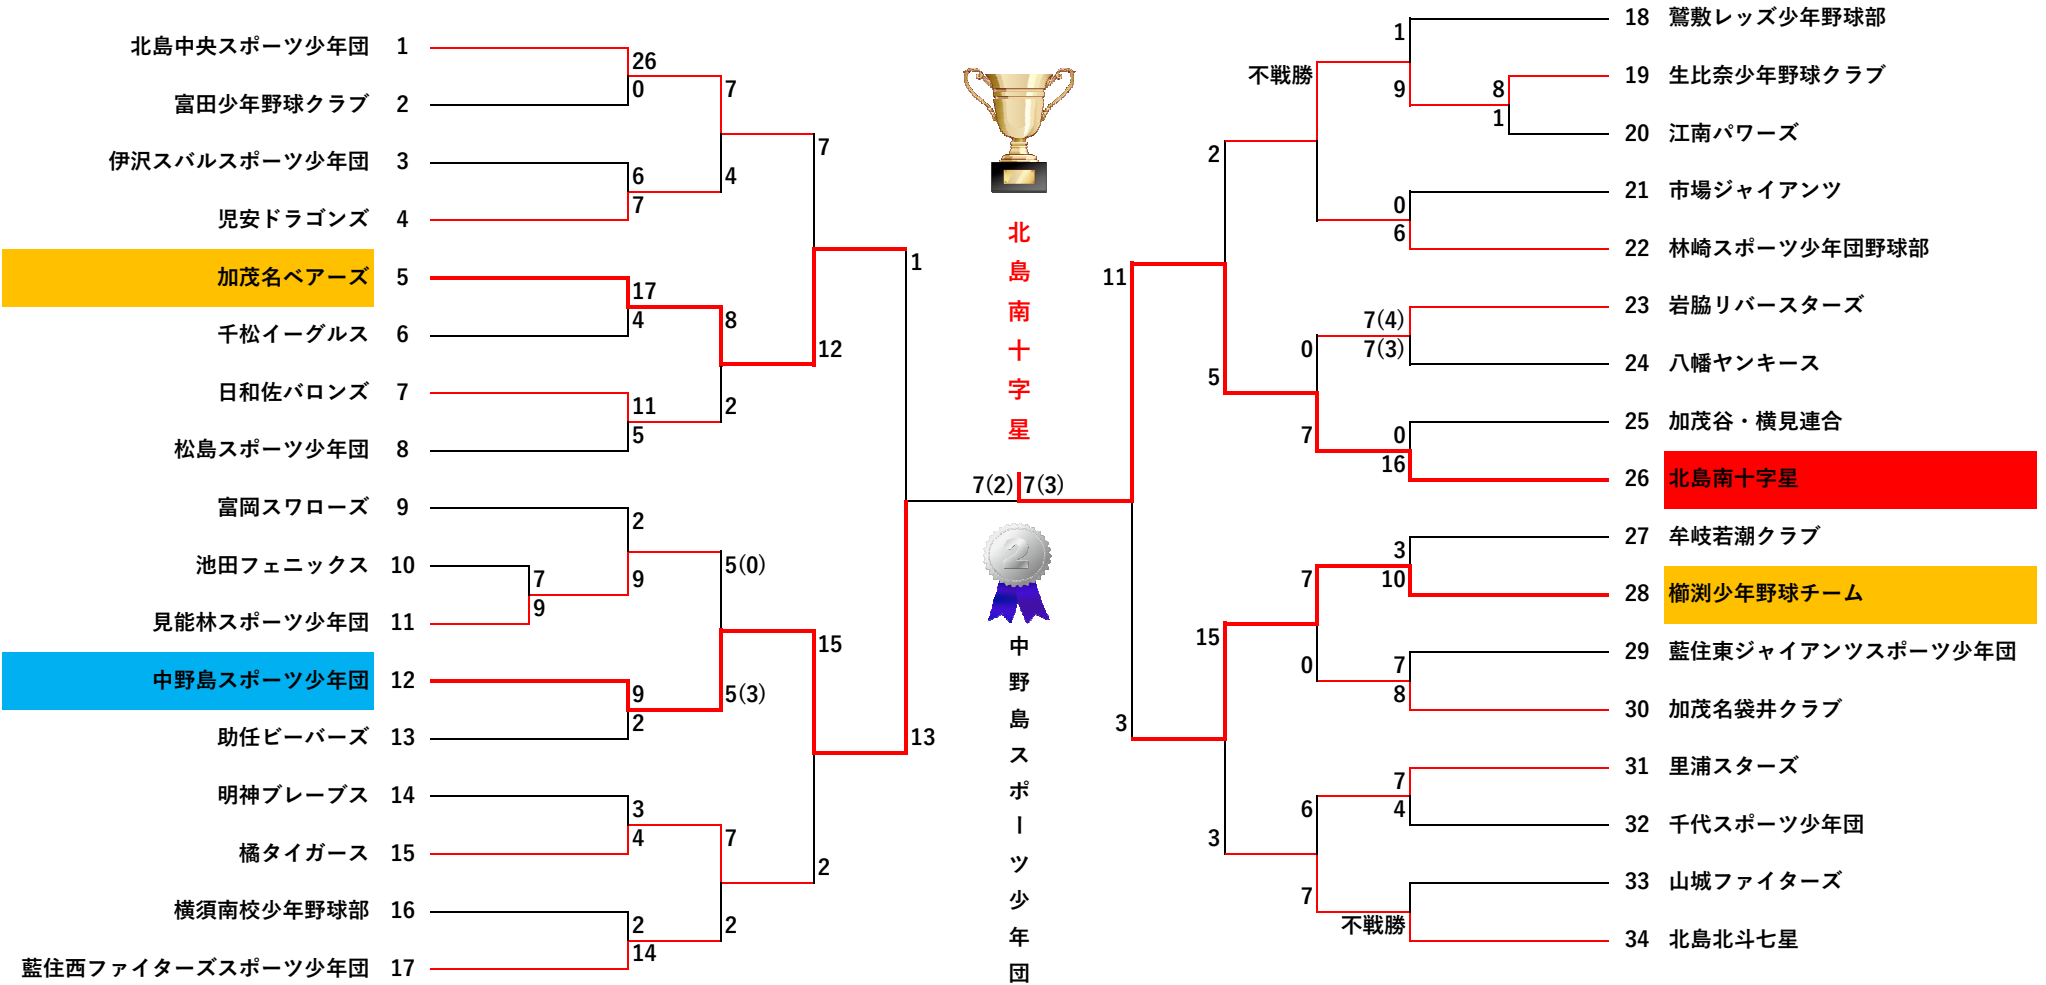 北島中央スポーツ少年団 1
富田少年野球クラブ 2
伊沢スバルスポーツ少年団 3
児安ドラゴンズ 4
加茂名ベアーズ 5
千松イーグルス 6
日和佐バロンズ 7
松島スポーツ少年団 8
富岡スワローズ 9
池田フェニックス 10
見能林スポーツ少年団 11
中野島スポーツ少年団 12
助任ビーバーズ 13
明神ブレーブス 14
橘タイガース 15
横須南校少年野球部 16
藍住西ファイターズスポーツ少年団 17
26
0
6
7
17
4
11
5
2
7
9
9
9
2
3
4
2
14
7
4
8
2
5(0)
5(3)
7
2
7
12
15
2
1
13
北島南十字星
7(2) 7(3)
2
中野島スポーツ少年団
11
3
2
5
15
3
不戦勝
0
7
7
0
6
7
1
9
8
1
0
6
7(4)
7(3)
0
16
3
10
7
8
7
4
不戦勝
18 鷲敷レッズ少年野球部
19 生比奈少年野球クラブ
20 江南パワーズ
21 市場ジャイアンツ
22 林崎スポーツ少年団野球部
23 岩脇リバースターズ
24 八幡ヤンキース
25 加茂谷・横見連合
26 北島南十字星
27 牟岐若潮クラブ
28 櫛渕少年野球チーム
29 藍住東ジャイアンツスポーツ少年団
30 加茂名袋井クラブ
31 里浦スターズ
32 千代スポーツ少年団
33 山城ファイターズ
34 北島北斗七星